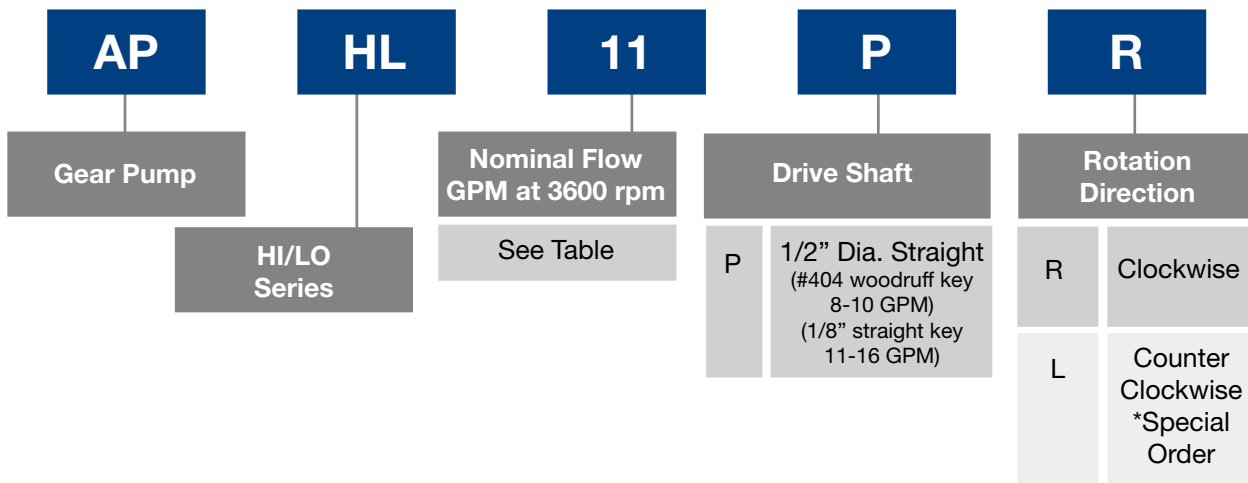 AP
HL
11
P
R
Gear Pump
HI/LO
Series
Nominal Flow
GPM at 3600 rpm
See Table
Drive Shaft
P
1/2” Dia. Straight
(#404 woodruff key
8-10 GPM)
(1/8” straight key
11-16 GPM)
Rotation
Direction
R
Clockwise
L
Counter
Clockwise
*Special
Order